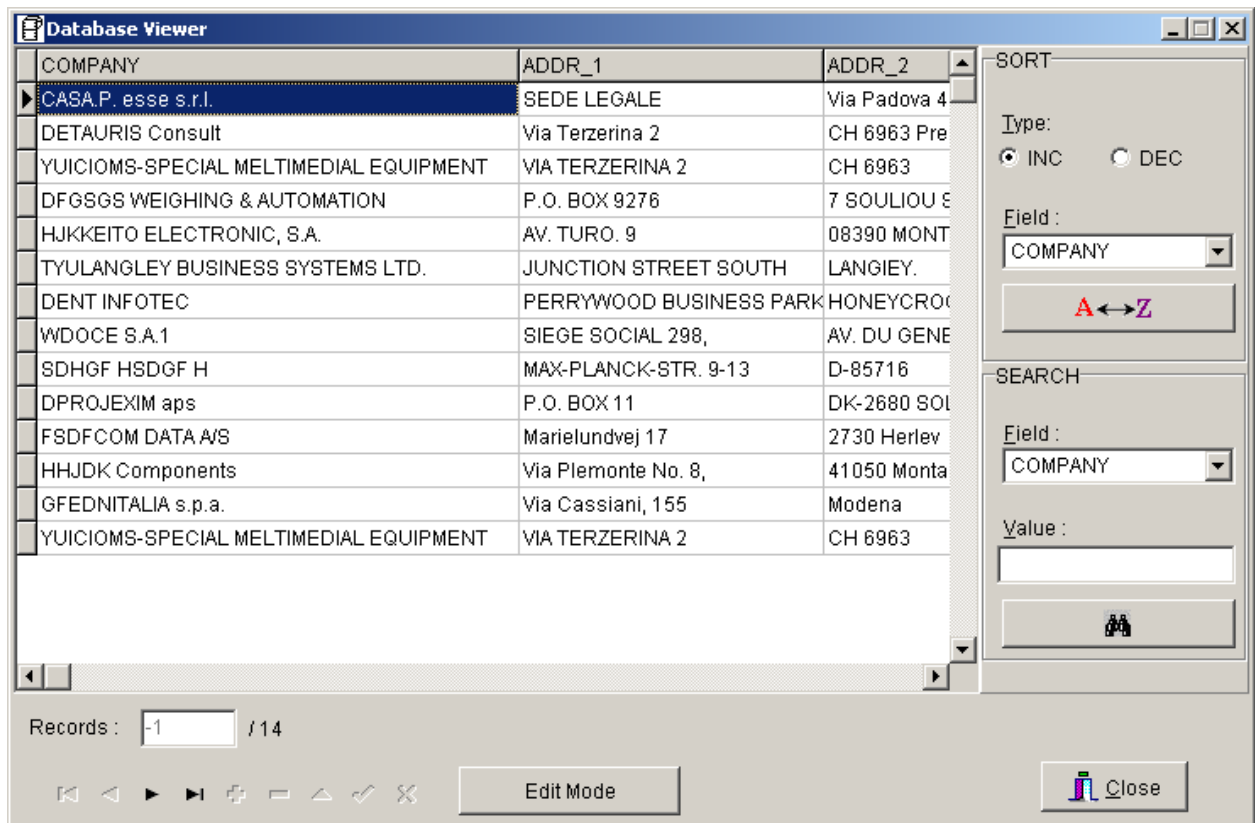 Database Viewer
COMPANY ADDR_1 ADDR_2
CASA.P. esse s.r.l. SEDE LEGALE Via Padova 4
DETAURIS Consult Via Terzerina 2 CH 6963 Pre
YUICIOMS-SPECIAL MELTIMEDIAL EQUIPMENT VIA TERZERINA 2 CH 6963
DFGSGS WEIGHING & AUTOMATION P.O. BOX 9276 7 SOULIOU S
HJKKEITO ELECTRONIC, S.A. AV. TURO. 9 08390 MONT
TYULANGLEY BUSINESS SYSTEMS LTD. JUNCTION STREET SOUTH LANGIEY.
DENT INFOTEC PERRYWOOD BUSINESS PARK HONEYCROO
WDOCE S.A.1 SIEGE SOCIAL 298, AV. DU GENE
SDHGF HSDGF H MAX-PLANCK-STR. 9-13 D-85716
DPROJEXIM aps P.O. BOX 11 DK-2680 SOL
FSDFCOM DATA A/S Marielundvej 17 2730 Herlev
HHJDK Components Via Plemonte No. 8, 41050 Monta
GFEDNITALIA s.p.a. Via Cassiani, 155 Modena
YUICIOMS-SPECIAL MELTIMEDIAL EQUIPMENT VIA TERZERINA 2 CH 6963
SORT
Type:
INC DEC
Field :
COMPANY
A Z
SEARCH
Field :
COMPANY
Value :
Records : -1 / 14
Edit Mode
Close